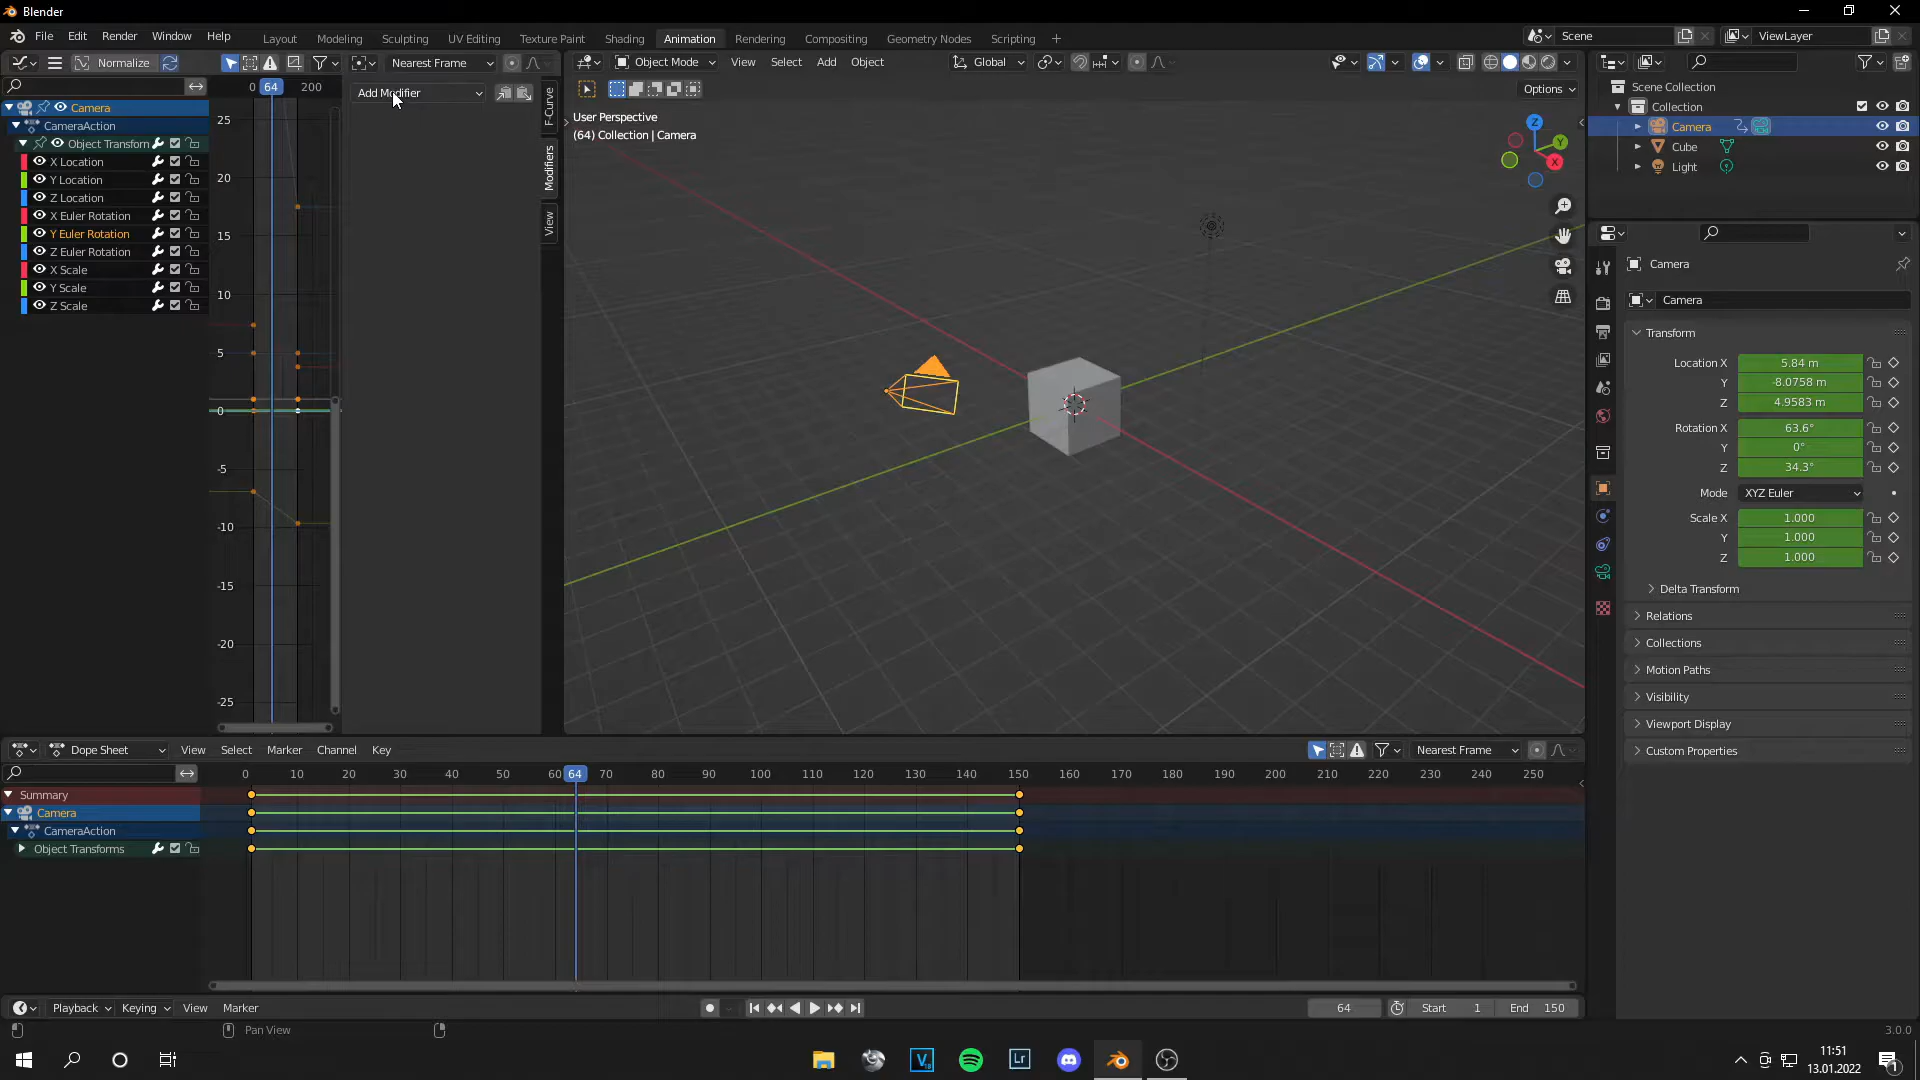 Blender
File Edit Render Window Help
Layout Modeling Sculpting UV Editing Texture Paint Shading Animation Rendering Compositing Geometry Nodes Scripting +
Scene
ViewLayer
Normalize
Nearest Frame
Object Mode View Select Add Object
Global
Options
0 64 200
Add Modifier
F-Curve
Modifiers
View
Camera
CameraAction
Object Transform
X Location
Y Location
Z Location
X Euler Rotation
Y Euler Rotation
Z Euler Rotation
X Scale
Y Scale
Z Scale
25
20
15
10
5
0
-5
-10
-15
-20
-25
User Perspective
(64) Collection | Camera
Z
Y
X
Scene Collection
Collection
Camera
Cube
Light
Camera
Camera
Transform
Location X 5.84 m
Y -8.0758 m
Z 4.9583 m
Rotation X 63.6°
Y 0°
Z 34.3°
Mode XYZ Euler
Scale X 1.000
Y 1.000
Z 1.000
Delta Transform
Relations
Collections
Motion Paths
Visibility
Viewport Display
Custom Properties
Dope Sheet View Select Marker Channel Key
Nearest Frame
0 10 20 30 40 50 60 64 70 80 90 100 110 120 130 140 150 160 170 180 190 200 210 220 230 240 250
Summary
Camera
CameraAction
Object Transforms
Playback Keying View Marker
64
Start 1 End 150
Pan View
3.0.0
Lr
11:51
13.01.2022
1